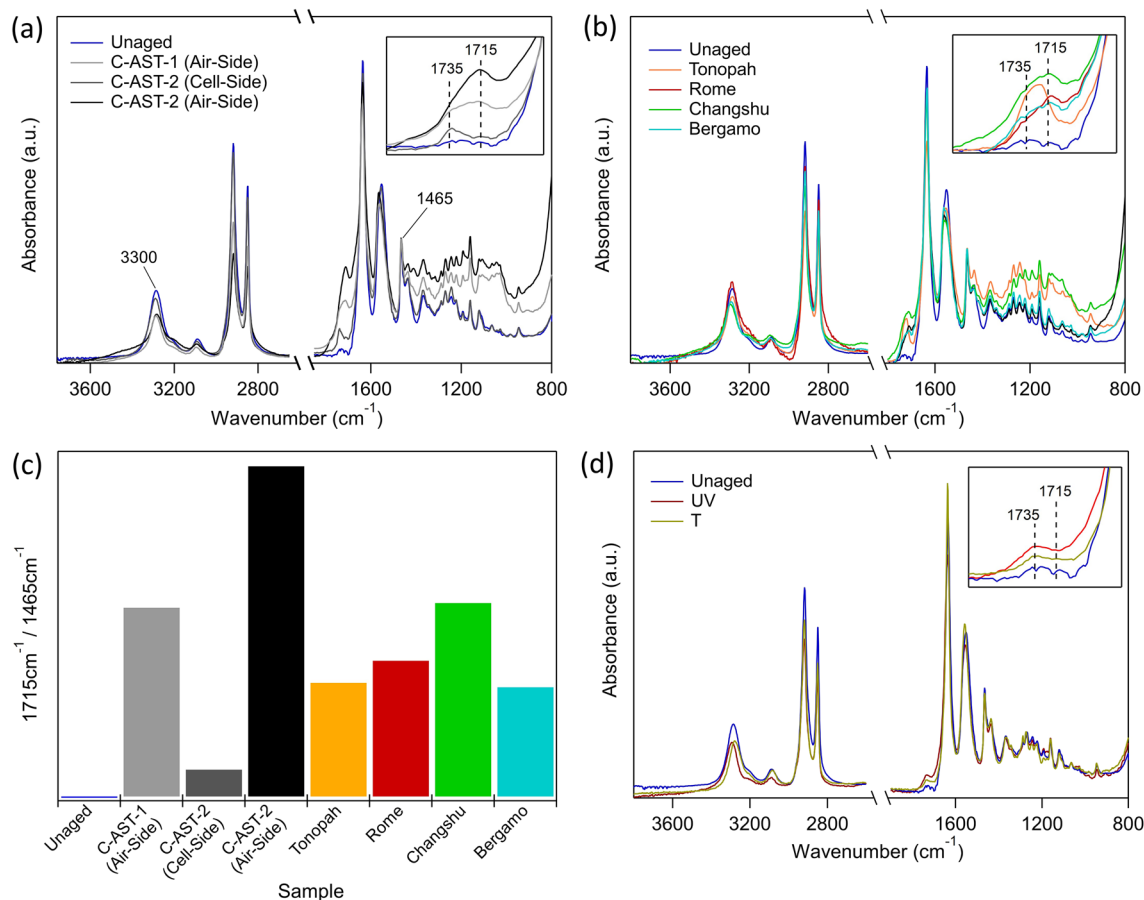 (a)
Unaged
C-AST-1 (Air-Side)
C-AST-2 (Cell-Side)
C-AST-2 (Air-Side)
1715
1735
1465
3300
Absorbance (a.u.)
3600
3200
2800
1600
1200
800
Wavenumber (cm⁻¹)
(b)
Unaged
Tonopah
Rome
Changshu
Bergamo
1715
1735
Absorbance (a.u.)
3600
3200
2800
1600
1200
800
Wavenumber (cm⁻¹)
(c)
1715cm⁻¹ / 1465cm⁻¹
Unaged
C-AST-1
(Air-Side)
C-AST-2
(Cell-Side)
C-AST-2
(Air-Side)
Tonopah
Rome
Changshu
Bergamo
Sample
(d)
Unaged
UV
T
1715
1735
Absorbance (a.u.)
3600
3200
2800
1600
1200
800
Wavenumber (cm⁻¹)